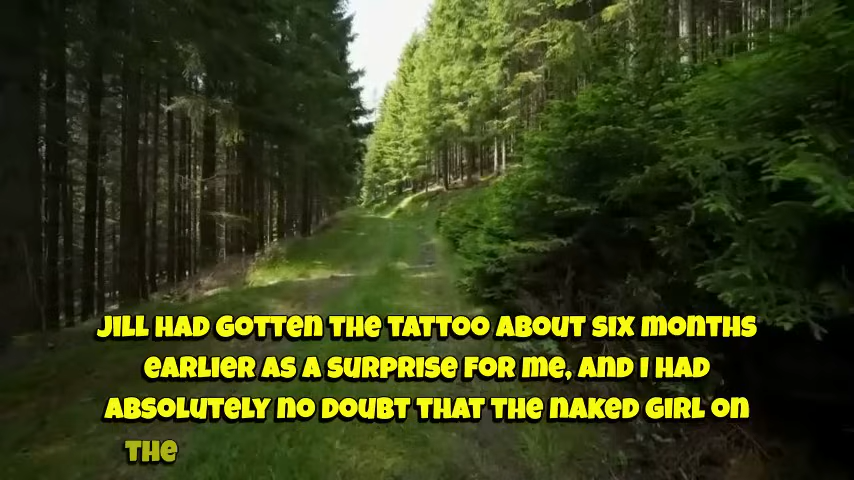 JILL HAD GOTTEN THE TATTOO ABOUT SIX MONTHS
EARLIER AS A SURPRISE FOR ME, AND I HAD
ABSOLUTELY NO DOUBT THAT THE NAKED GIRL ON
THE